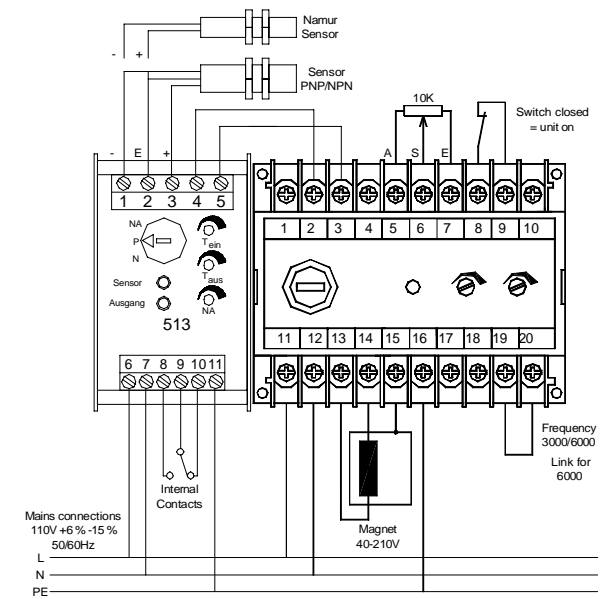 Namur
Sensor
- +
Sensor
PNP/NPN
10K
Switch closed
= unit on
- E +
A S E
1 2 3 4 5
NA
P
N
Tein
Taus
NA
Sensor
Ausgang
513
6 7 8 9 10 11
1 2 3 4 5 6 7 8 9 10
11 12 13 14 15 16 17 18 19 20
Internal
Contacts
Magnet
40-210V
Frequency
3000/6000
Link for
6000
Mains connections
110V +6 % -15 %
50/60Hz
L
N
PE